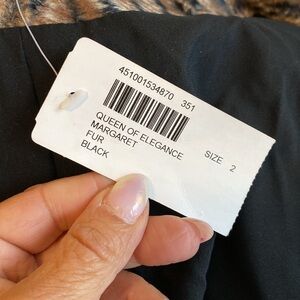 451001534870 351
QUEEN OF ELEGANCE
MARGARET
FUR
BLACK
SIZE 2